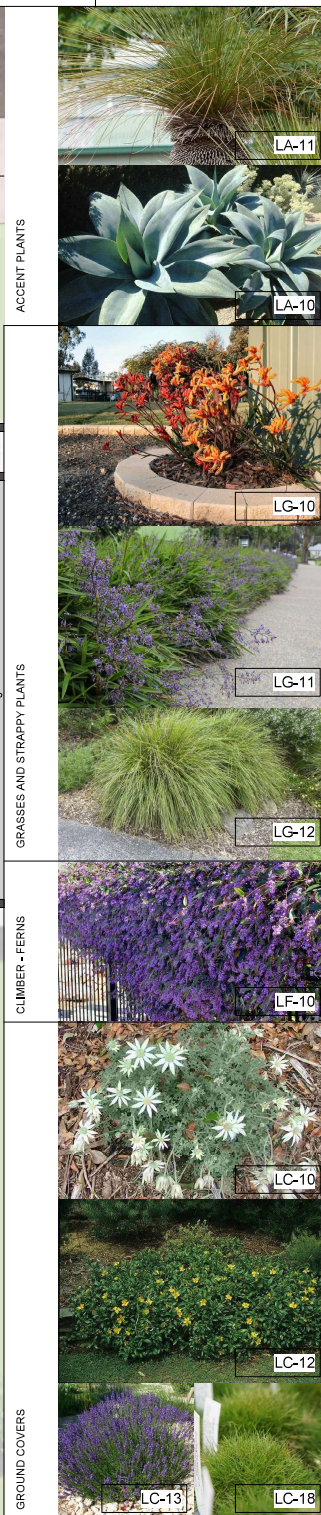 ACCENT PLANTS
LA-11
LA-10
GRASSES AND STRAPPY PLANTS
LG-10
LG-11
LG-12
CLIMBER - FERNS
LF-10
GROUND COVERS
LC-10
LC-12
LC-13
LC-18